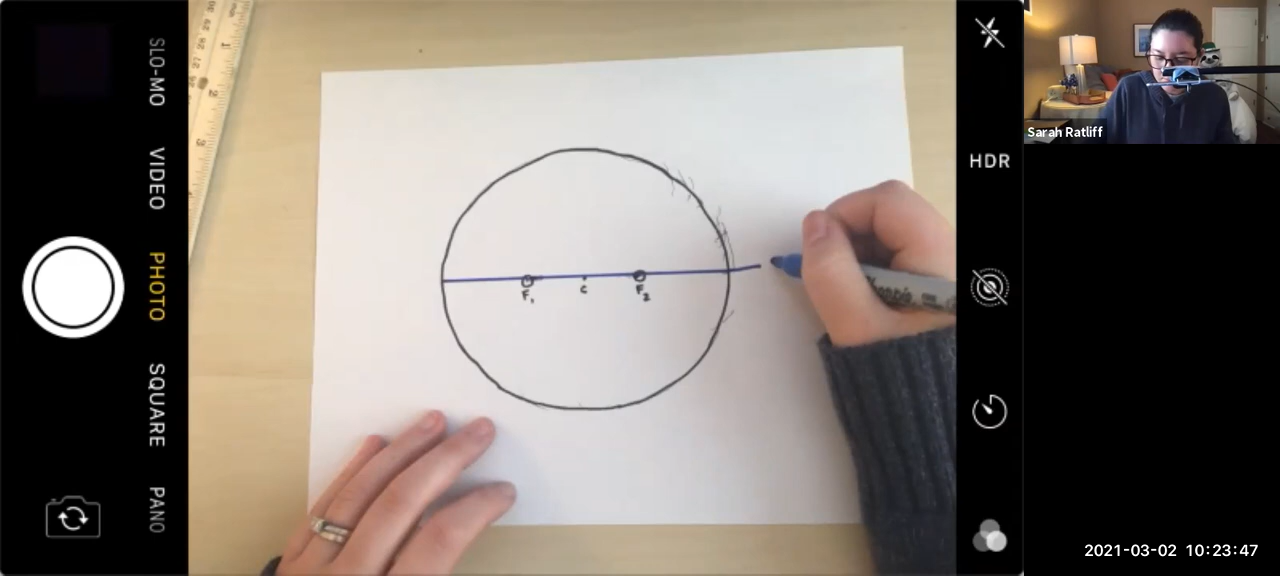 SLO-MO
VIDEO
PHOTO
SQUARE
PANO
F1
C
F2
HDR
Sarah Ratliff
2021-03-02 10:23:47